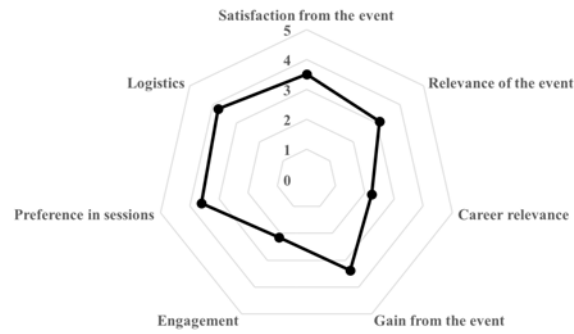 Satisfaction from the event
5
4
3
2
1
0
Relevance of the event
Career relevance
Gain from the event
Engagement
Preference in sessions
Logistics